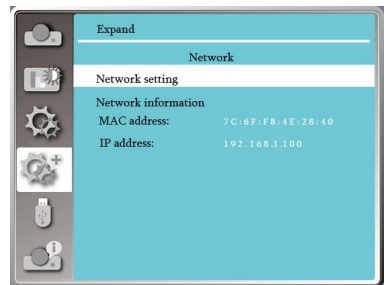 Expand
Network
Network setting
Network information
MAC address: 7C:6F:F8:4E:28:40
IP address: 192.168.1.100